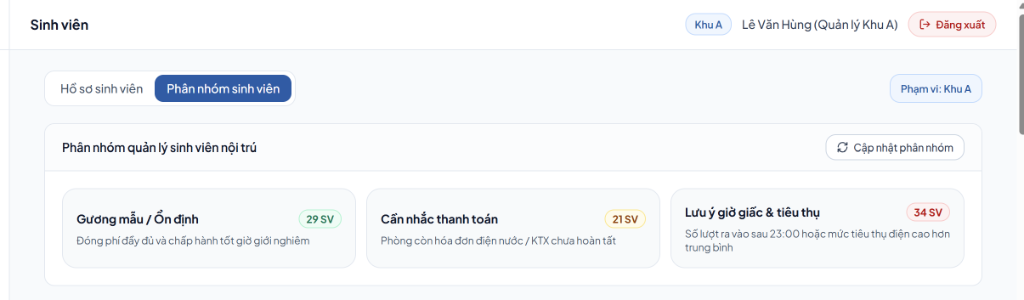 Sinh viên
Khu A
Lê Văn Hùng (Quản lý Khu A)
Đăng xuất
Hồ sơ sinh viên
Phân nhóm sinh viên
Phạm vi: Khu A
Phân nhóm quản lý sinh viên nội trú
Cập nhật phân nhóm
Gương mẫu / Ổn định
29 SV
Đóng phí đầy đủ và chấp hành tốt giờ giới nghiêm
Cần nhắc thanh toán
21 SV
Phòng còn hóa đơn điện nước / KTX chưa hoàn tất
Lưu ý giờ giấc & tiêu thụ
34 SV
Số lượt ra vào sau 23:00 hoặc mức tiêu thụ điện cao hơn
trung bình